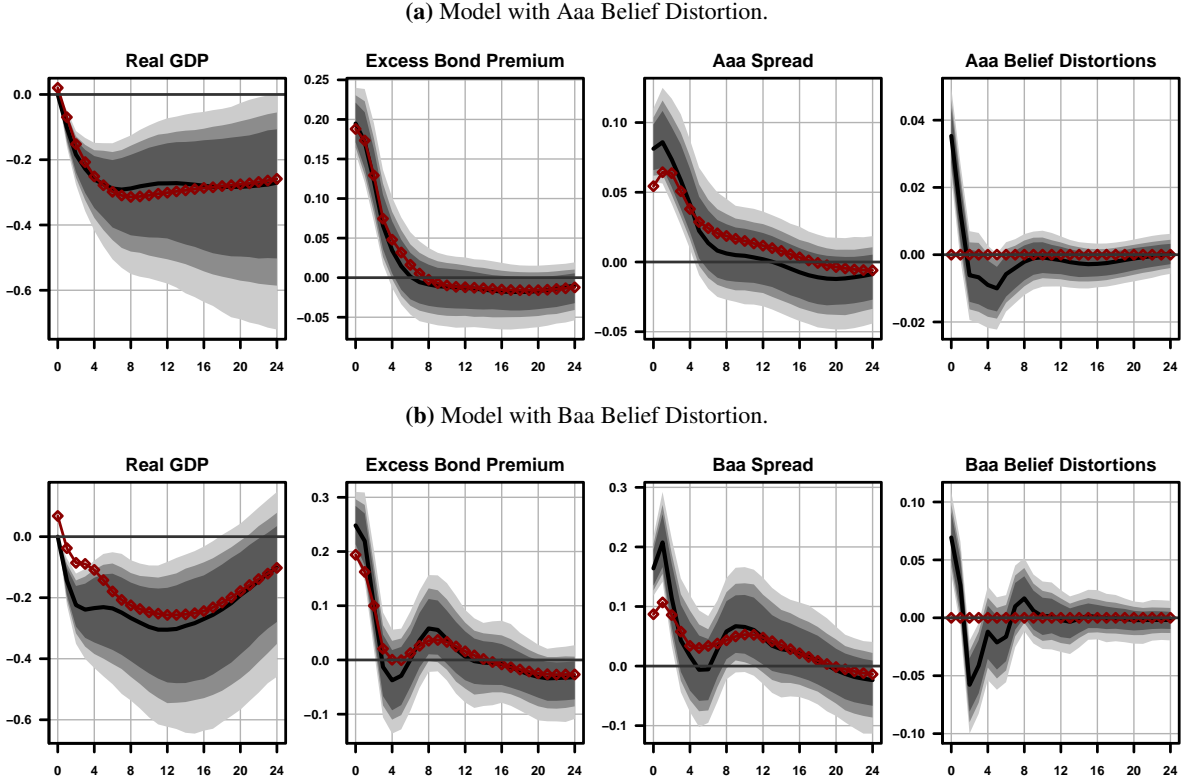 (a) Model with Aaa Belief Distortion.
Real GDP Excess Bond Premium Aaa Spread Aaa Belief Distortions
0.0 −0.2 −0.4 −0.6
0.25 0.20 0.15 0.10 0.05 0.00 −0.05
0.10 0.05 0.00 −0.05
0.04 0.02 0.00 −0.02
0 4 8 12 16 20 24 0 4 8 12 16 20 24 0 4 8 12 16 20 24 0 4 8 12 16 20 24
(b) Model with Baa Belief Distortion.
Real GDP Excess Bond Premium Baa Spread Baa Belief Distortions
0.0 −0.2 −0.4 −0.6
0.3 0.2 0.1 0.0 −0.1
0.3 0.2 0.1 0.0 −0.1
0.10 0.05 0.00 −0.05 −0.10
0 4 8 12 16 20 24 0 4 8 12 16 20 24 0 4 8 12 16 20 24 0 4 8 12 16 20 24